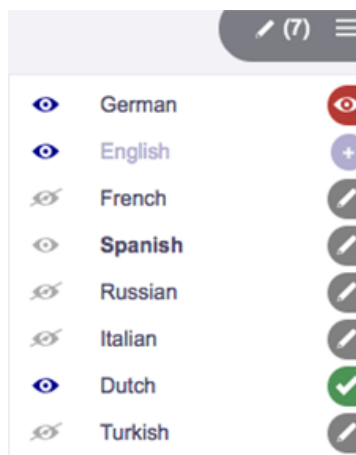 (7)
German
English
French
Spanish
Russian
Italian
Dutch
Turkish